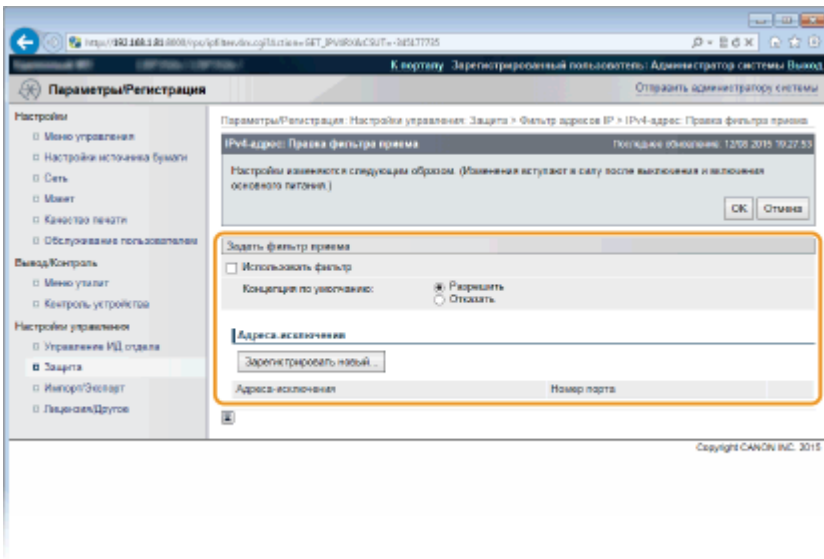 К порталу Зарегистрированный пользователь: Администратор системы Выход
Параметры/Регистрация
Отправить администратору системы
Настройки
Меню управления
Настройки источника бумаги
Сеть
Макет
Качество печати
Обслуживание пользователем
Вывод/Контроль
Меню утилит
Контроль устройства
Настройки управления
Управление ИД отдела
Защита
Импорт/Экспорт
Лицензия/Другое
Параметры/Регистрация: Настройки управления: Защита > Фильтр адресов IP > IPv4-адрес: Правка фильтра приема
IPv4-адрес: Правка фильтра приема
Последнее обновление: 12/08 2015 19:27:53
Настройки изменяются следующим образом. (Изменения вступают в силу после выключения и включения
основного питания.)
OK Отмена
Задать фильтр приема
Использовать фильтр
Концепция по умолчанию:
Разрешить
Отказать
Адреса-исключения
Зарегистрировать новый...
Адреса-исключения Номер порта
Copyright CANON INC. 2015